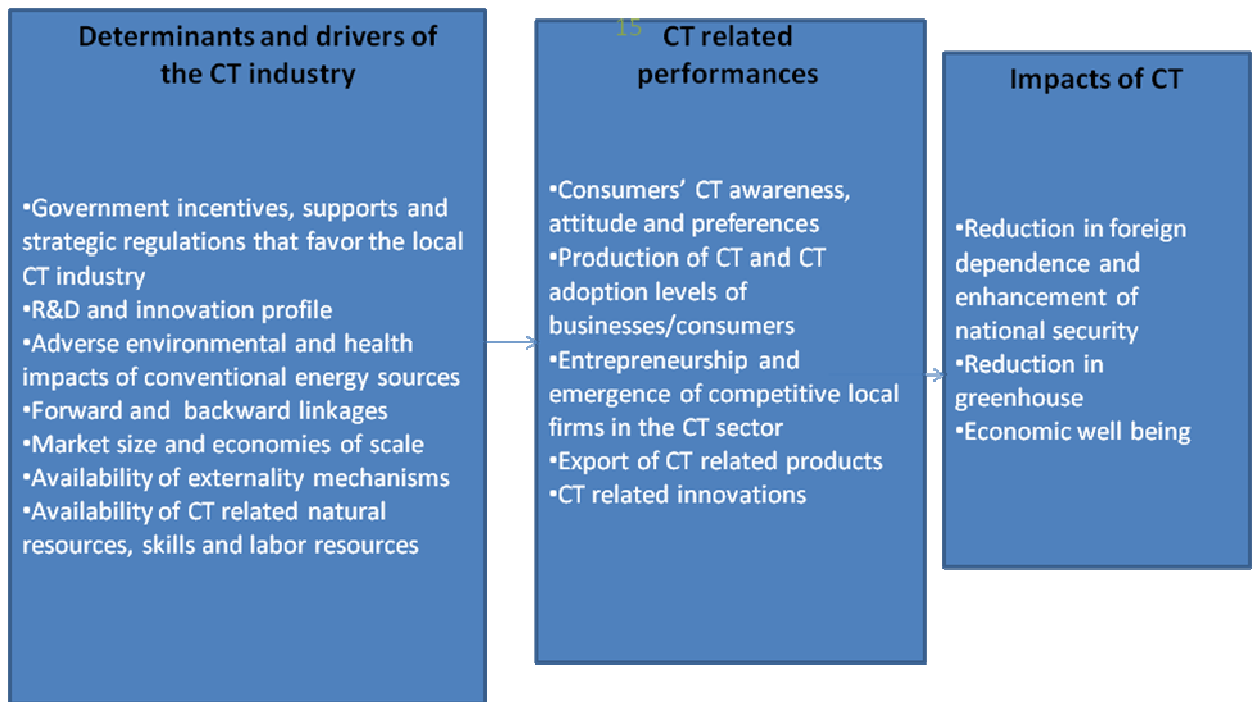 Determinants and drivers of
the CT industry
•Government incentives, supports and
strategic regulations that favor the local
CT industry
•R&D and innovation profile
•Adverse environmental and health
impacts of conventional energy sources
•Forward and backward linkages
•Market size and economies of scale
•Availability of externality mechanisms
•Availability of CT related natural
resources, skills and labor resources
15
CT related
performances
•Consumers’ CT awareness,
attitude and preferences
•Production of CT and CT
adoption levels of
businesses/consumers
•Entrepreneurship and
emergence of competitive local
firms in the CT sector
•Export of CT related products
•CT related innovations
Impacts of CT
•Reduction in foreign
dependence and
enhancement of
national security
•Reduction in
greenhouse
•Economic well being